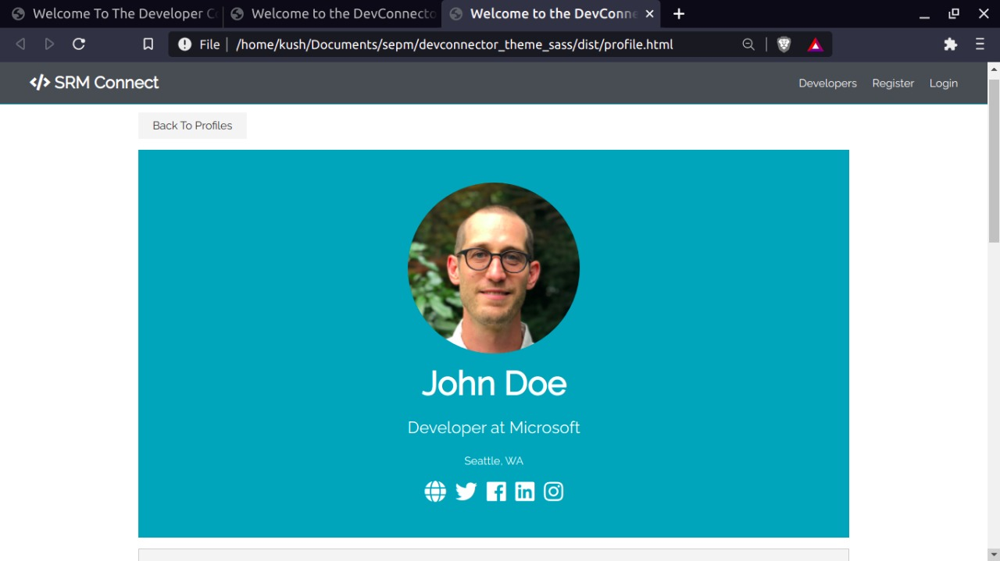 Welcome To The Developer C
Welcome to the DevConnecto
Welcome to the DevConne
File
/home/kush/Documents/sepm/devconnector_theme_sass/dist/profile.html
</> SRM Connect
Developers
Register
Login
Back To Profiles
John Doe
Developer at Microsoft
Seattle, WA